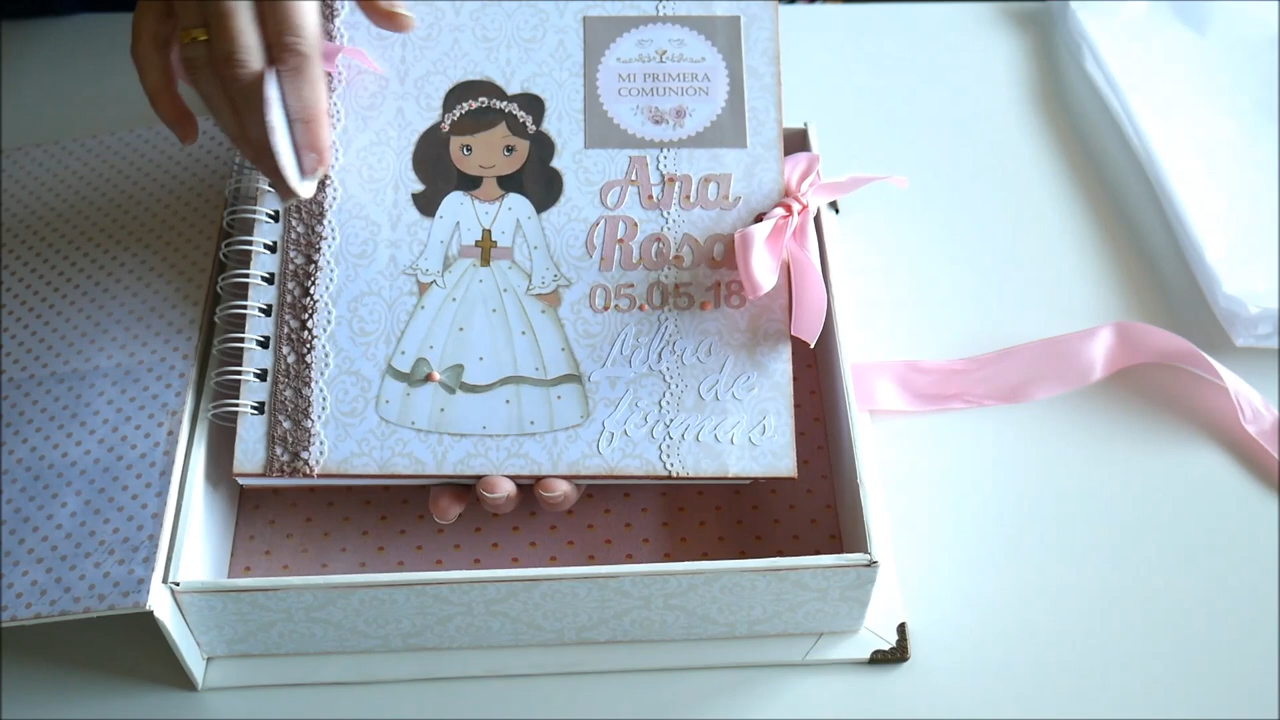 MI PRIMERA
COMUNIÓN
Ana
Rosa
05.05.18
Libro
de
firmas